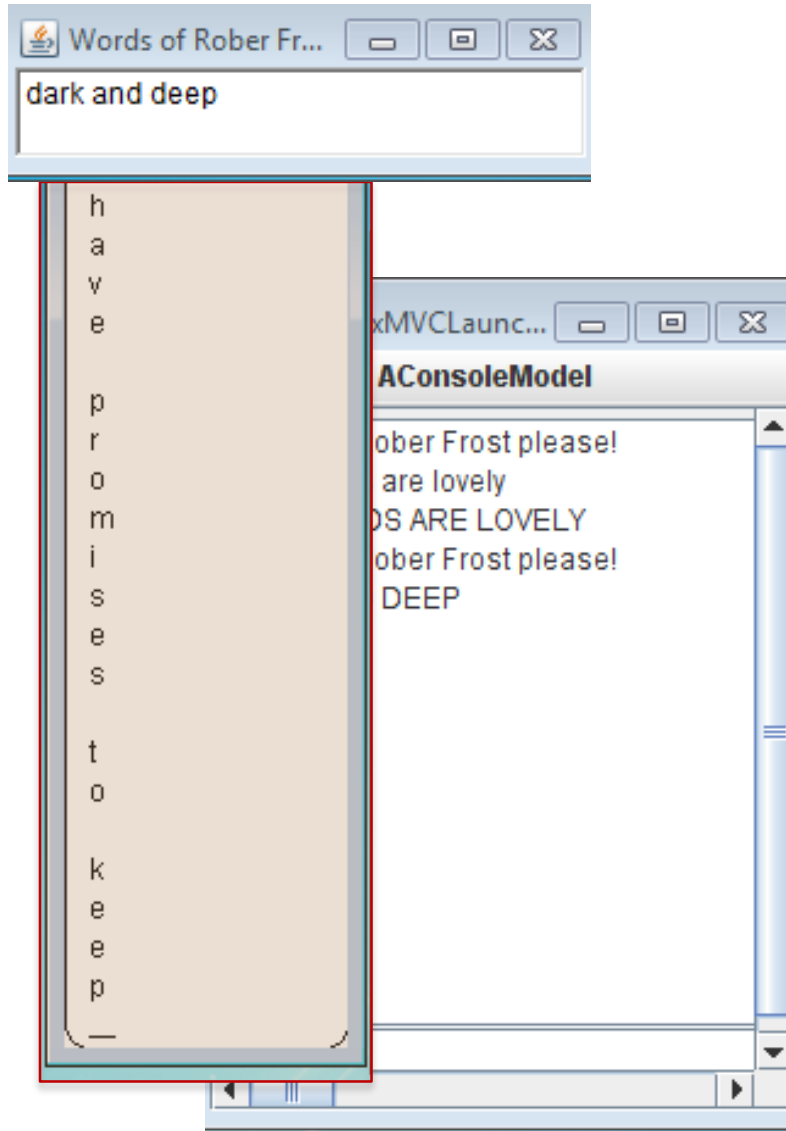 Words of Rober Fr...
dark and deep
h
a
v
e
p
r
o
m
i
s
e
s
t
o
k
e
e
p
_
xMVCLaunc...
AConsoleModel
ober Frost please!
are lovely
DS ARE LOVELY
ober Frost please!
DEEP